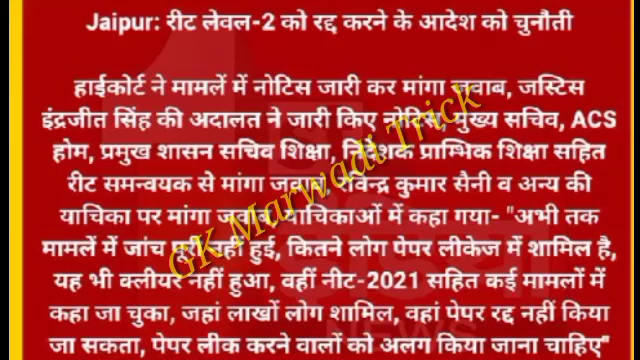 Jaipur: रीट लेवल-2 को रद्द करने के आदेश को चुनौती
हाईकोर्ट ने मामलें में नोटिस जारी कर मांगा जवाब, जस्टिस
इंद्रजीत सिंह की अदालत ने जारी किए नोटिस, मुख्य सचिव, ACS
होम, प्रमुख शासन सचिव शिक्षा, निदेशक प्राम्भिक शिक्षा सहित
रीट समन्वयक से मांगा जवाब, रविन्द्र कुमार सैनी व अन्य की
याचिका पर मांगा जवाब, याचिकाओं में कहा गया- "अभी तक
मामलें में जांच पूरी नहीं हुई, कितने लोग पेपर लीकेज में शामिल है,
यह भी क्लीयर नहीं हुआ, वहीं नीट-2021 सहित कई मामलों में
कहा जा चुका, जहां लाखों लोग शामिल, वहां पेपर रद्द नहीं किया
जा सकता, पेपर लीक करने वालों को अलग किया जाना चाहिए"
GK Marwadi Trick
NEWS